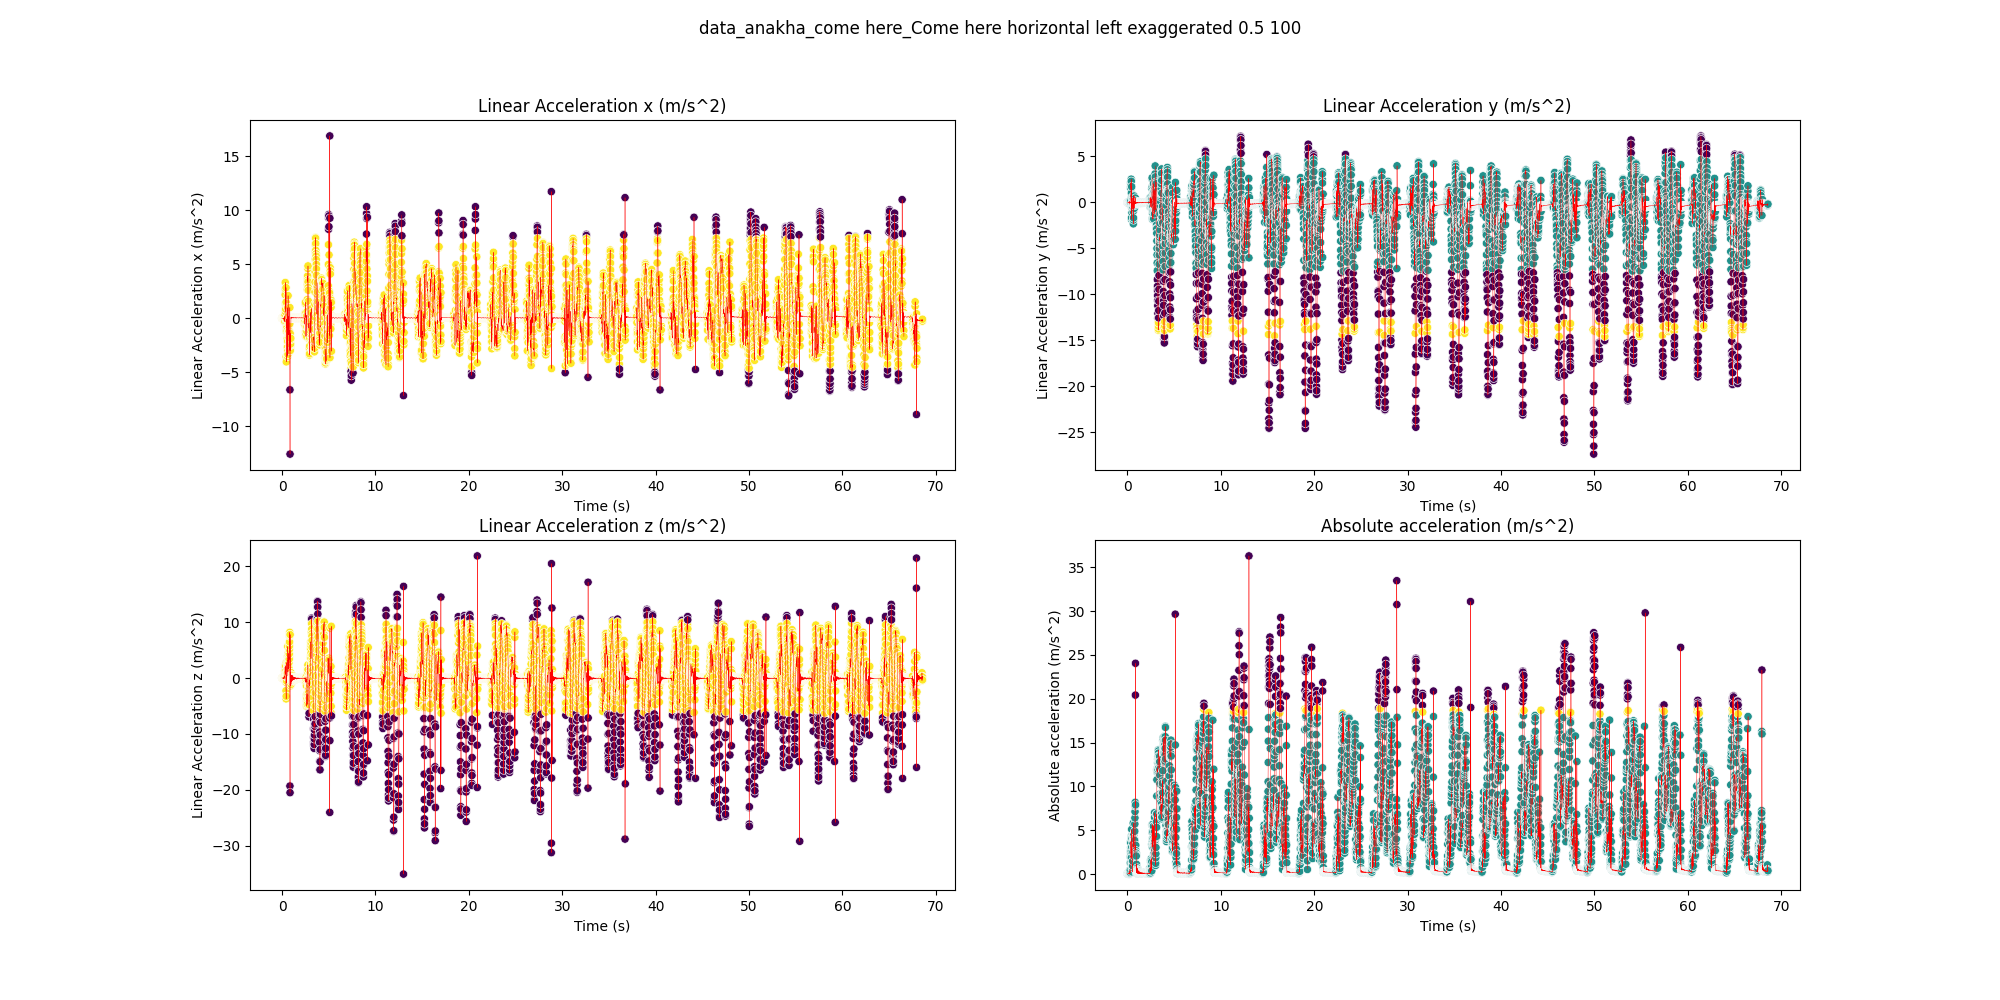 data_anakha_come here_Come here horizontal left exaggerated 0.5 100
Linear Acceleration x (m/s^2)
Linear Acceleration x (m/s^2)
15
10
5
0
−5
−10
0 10 20 30 40 50 60 70
Time (s)
Linear Acceleration y (m/s^2)
Linear Acceleration y (m/s^2)
5
0
−5
−10
−15
−20
−25
0 10 20 30 40 50 60 70
Time (s)
Linear Acceleration z (m/s^2)
Linear Acceleration z (m/s^2)
20
10
0
−10
−20
−30
0 10 20 30 40 50 60 70
Time (s)
Absolute acceleration (m/s^2)
Absolute acceleration (m/s^2)
35
30
25
20
15
10
5
0
0 10 20 30 40 50 60 70
Time (s)